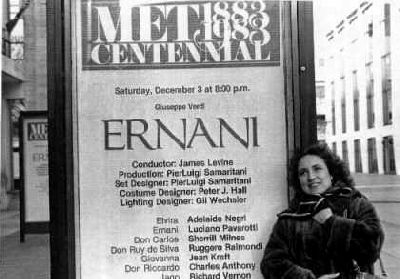 MET 1883
1983
CENTENNIAL
Saturday, December 3 at 8:00 p.m.
Giuseppe Verdi
ERNANI
Conductor: James Levine
Production: PierLuigi Samaritani
Set Designer: PierLuigi Samaritani
Costume Designer: Peter J. Hall
Lighting Designer: Gil Wechsler
Elvira Adelaide Negri
Ernani Luciano Pavarotti
Don Carlo Sherrill Milnes
Don Ruy de Silva Ruggero Raimondi
Giovanna Jean Kraft
Don Riccardo Charles Anthony
Jago Richard Vernon
MET